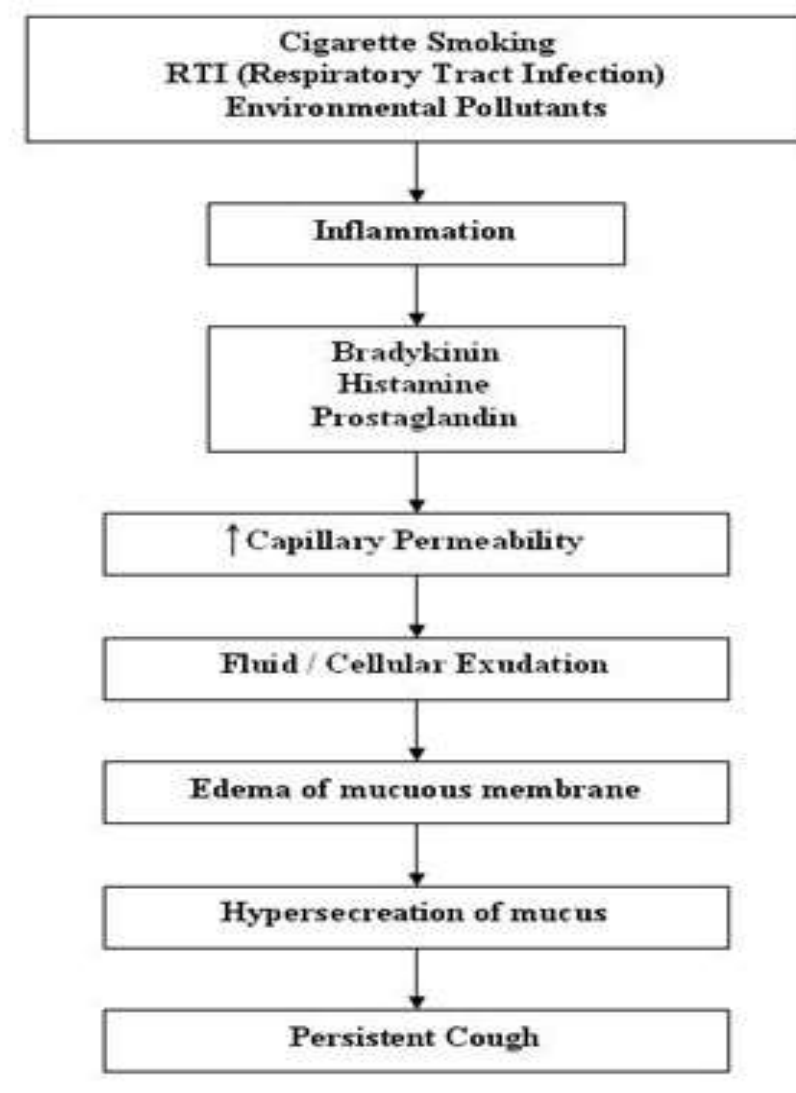 Cigarette Smoking
RTI (Respiratory Tract Infection)
Environmental Pollutants
Inflammation
Bradykinin
Histamine
Prostaglandin
↑Capillary Permeability
Fluid / Cellular Exudation
Edema of mucuous membrane
Hypersecreation of mucus
Persistent Cough